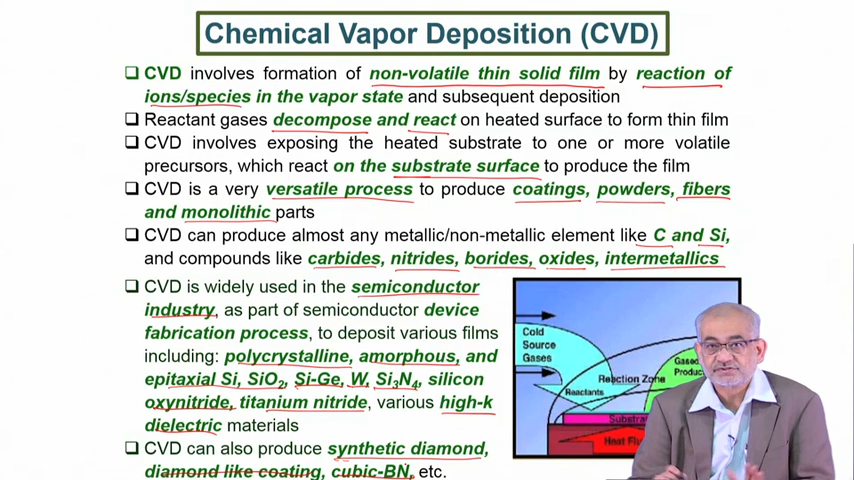 Chemical Vapor Deposition (CVD)
❑ CVD involves formation of non-volatile thin solid film by reaction of
ions/species in the vapor state and subsequent deposition
❑ Reactant gases decompose and react on heated surface to form thin film
❑ CVD involves exposing the heated substrate to one or more volatile
precursors, which react on the substrate surface to produce the film
❑ CVD is a very versatile process to produce coatings, powders, fibers
and monolithic parts
❑ CVD can produce almost any metallic/non-metallic element like C and Si,
and compounds like carbides, nitrides, borides, oxides, intermetallics
❑ CVD is widely used in the semiconductor
industry, as part of semiconductor device
fabrication process, to deposit various films
including: polycrystalline, amorphous, and
epitaxial Si, SiO2, Si-Ge, W, Si3N4, silicon
oxynitride, titanium nitride, various high-k
dielectric materials
❑ CVD can also produce synthetic diamond,
diamond like coating, cubic-BN, etc.
Cold
Source
Gases
Reaction Zone
Reactants